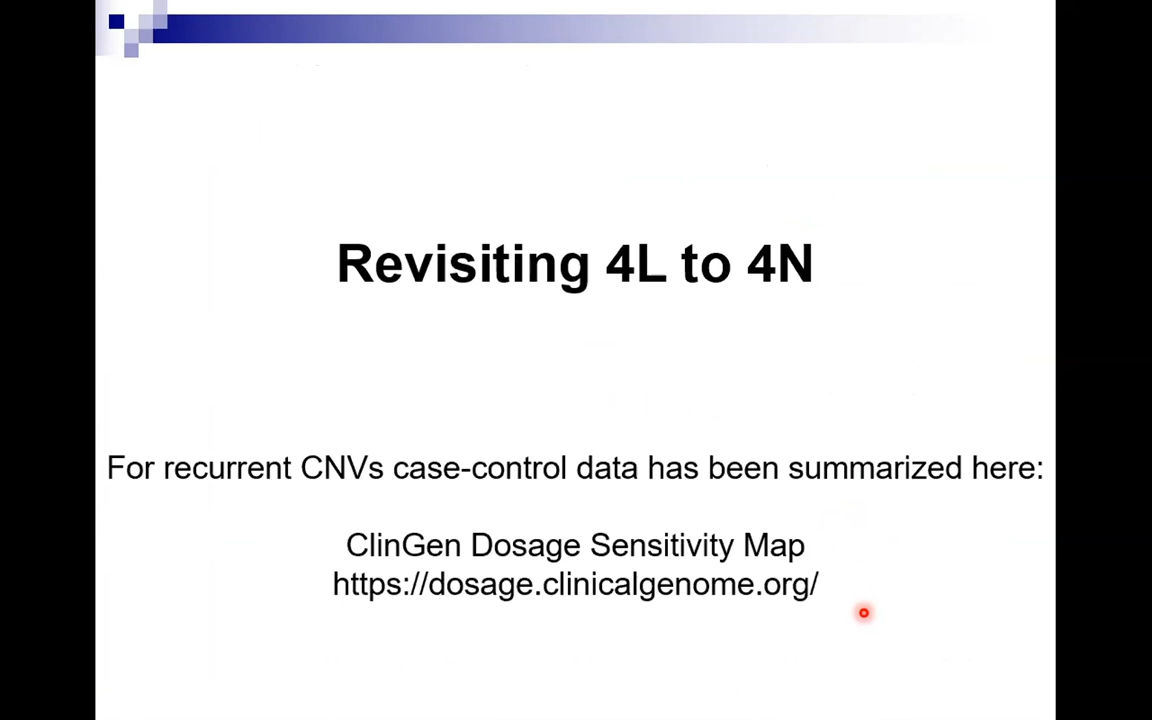 Revisiting 4L to 4N
For recurrent CNVs case-control data has been summarized here:
ClinGen Dosage Sensitivity Map
https://dosage.clinicalgenome.org/